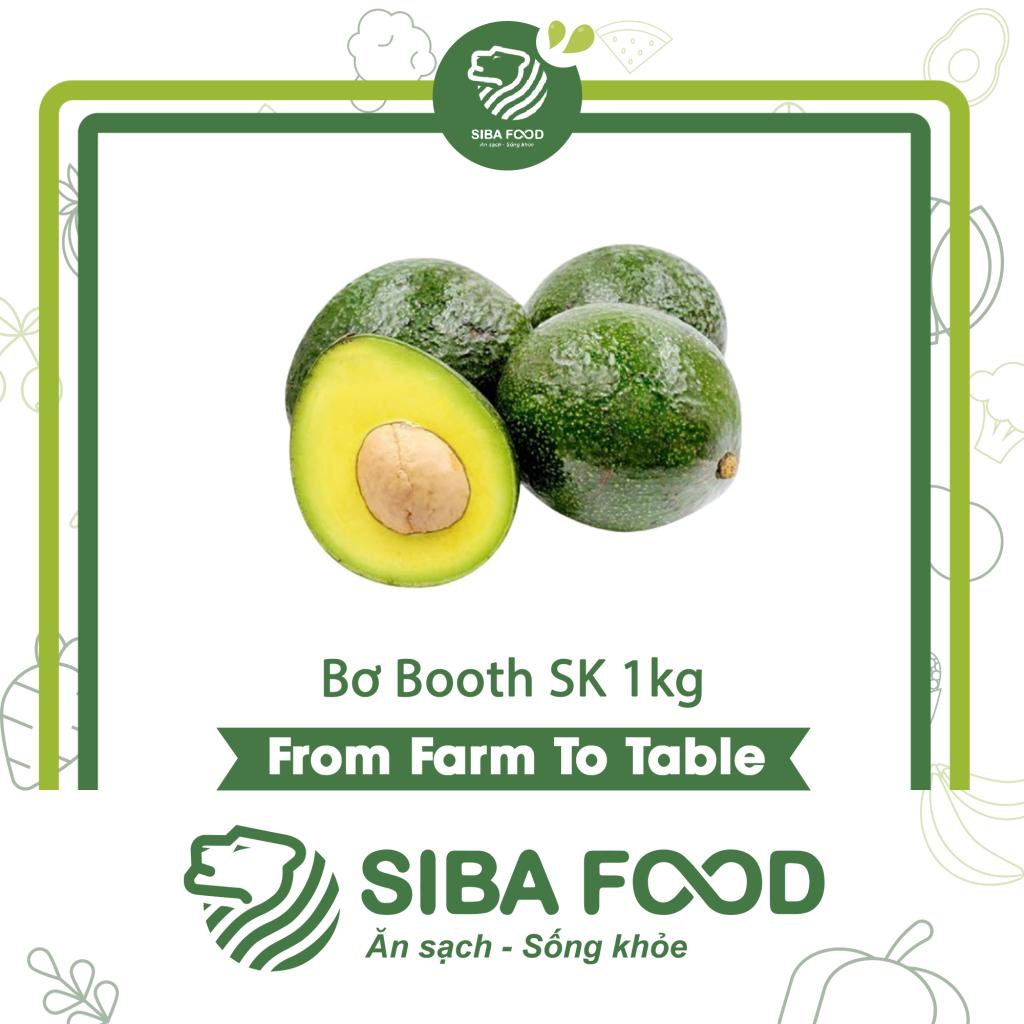 SIBA FOOD
Ăn sạch - Sống khỏe
Bơ Booth SK 1kg
From Farm To Table
SIBA FOOD
Ăn sạch - Sống khỏe